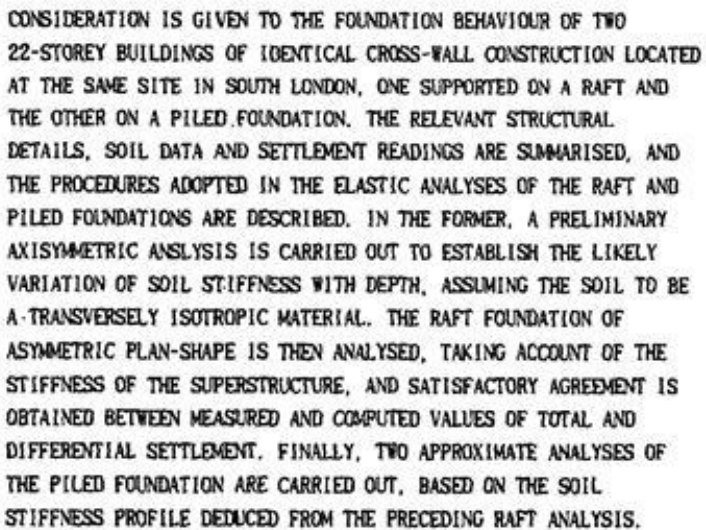 CONSIDERATION IS GIVEN TO THE FOUNDATION BEHAVIOUR OF TWO
22-STOREY BUILDINGS OF IDENTICAL CROSS-WALL CONSTRUCTION LOCATED
AT THE SAME SITE IN SOUTH LONDON, ONE SUPPORTED ON A RAFT AND
THE OTHER ON A PILED FOUNDATION. THE RELEVANT STRUCTURAL
DETAILS, SOIL DATA AND SETTLEMENT READINGS ARE SUMMARISED, AND
THE PROCEDURES ADOPTED IN THE ELASTIC ANALYSES OF THE RAFT AND
PILED FOUNDATIONS ARE DESCRIBED. IN THE FORMER, A PRELIMINARY
AXISYMMETRIC ANSLYSIS IS CARRIED OUT TO ESTABLISH THE LIKELY
VARIATION OF SOIL STIFFNESS WITH DEPTH, ASSUMING THE SOIL TO BE
A TRANSVERSELY ISOTROPIC MATERIAL. THE RAFT FOUNDATION OF
ASYMMETRIC PLAN-SHAPE IS THEN ANALYSED, TAKING ACCOUNT OF THE
STIFFNESS OF THE SUPERSTRUCTURE, AND SATISFACTORY AGREEMENT IS
OBTAINED BETWEEN MEASURED AND COMPUTED VALUES OF TOTAL AND
DIFFERENTIAL SETTLEMENT. FINALLY, TWO APPROXIMATE ANALYSES OF
THE PILED FOUNDATION ARE CARRIED OUT, BASED ON THE SOIL
STIFFNESS PROFILE DEDUCED FROM THE PRECEDING RAFT ANALYSIS.